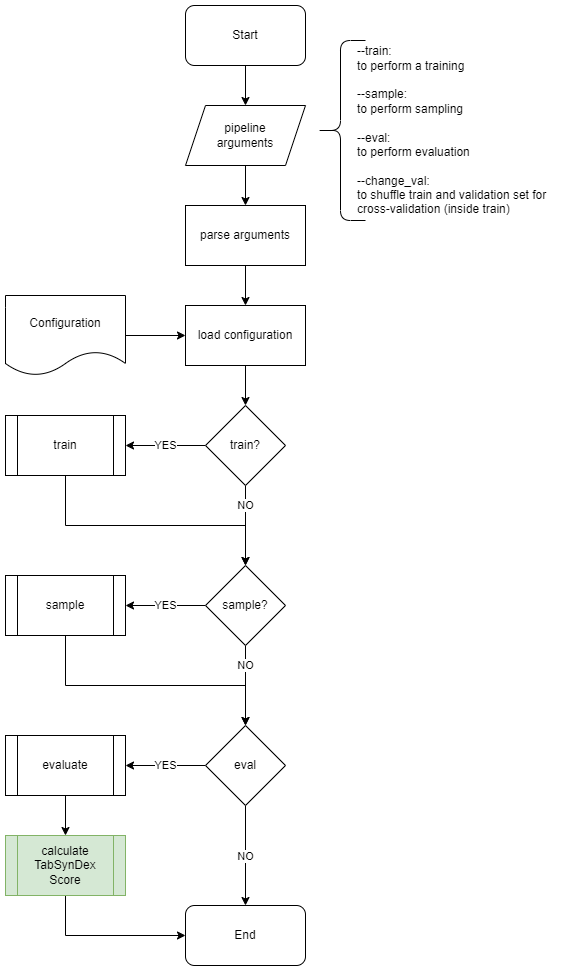 Start
pipeline
arguments
--train:
to perform a training
--sample:
to perform sampling
--eval:
to perform evaluation
--change_val:
to shuffle train and validation set for
cross-validation (inside train)
parse arguments
Configuration
load configuration
train
YES
train?
NO
sample
YES
sample?
NO
evaluate
YES
eval
calculate
TabSynDex
Score
NO
End